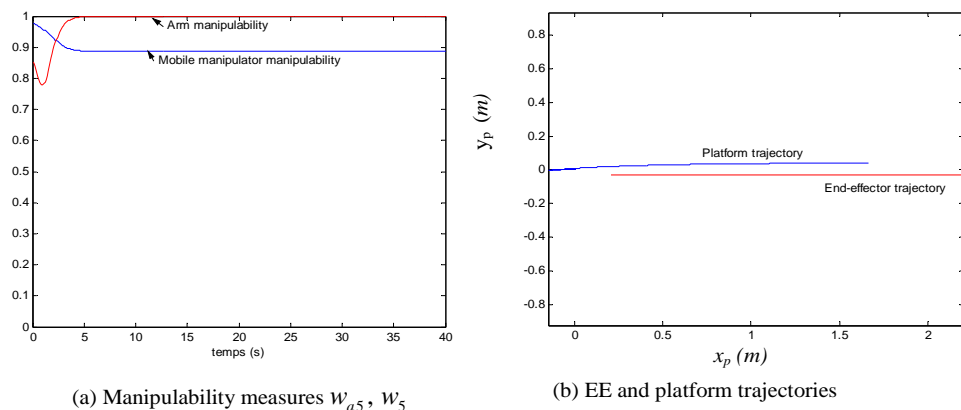 1
0.9
0.8
0.7
0.6
0.5
0.4
0.3
0.2
0.1
0
0 5 10 15 20 25 30 35 40
temps (s)
Arm manipulability
Mobile manipulator manipulability
(a) Manipulability measures w_{a5}, w_5
y_p (m)
0.8
0.6
0.4
0.2
0
-0.2
-0.4
-0.6
-0.8
0 0.5 1 1.5 2
x_p (m)
Platform trajectory
End-effector trajectory
(b) EE and platform trajectories